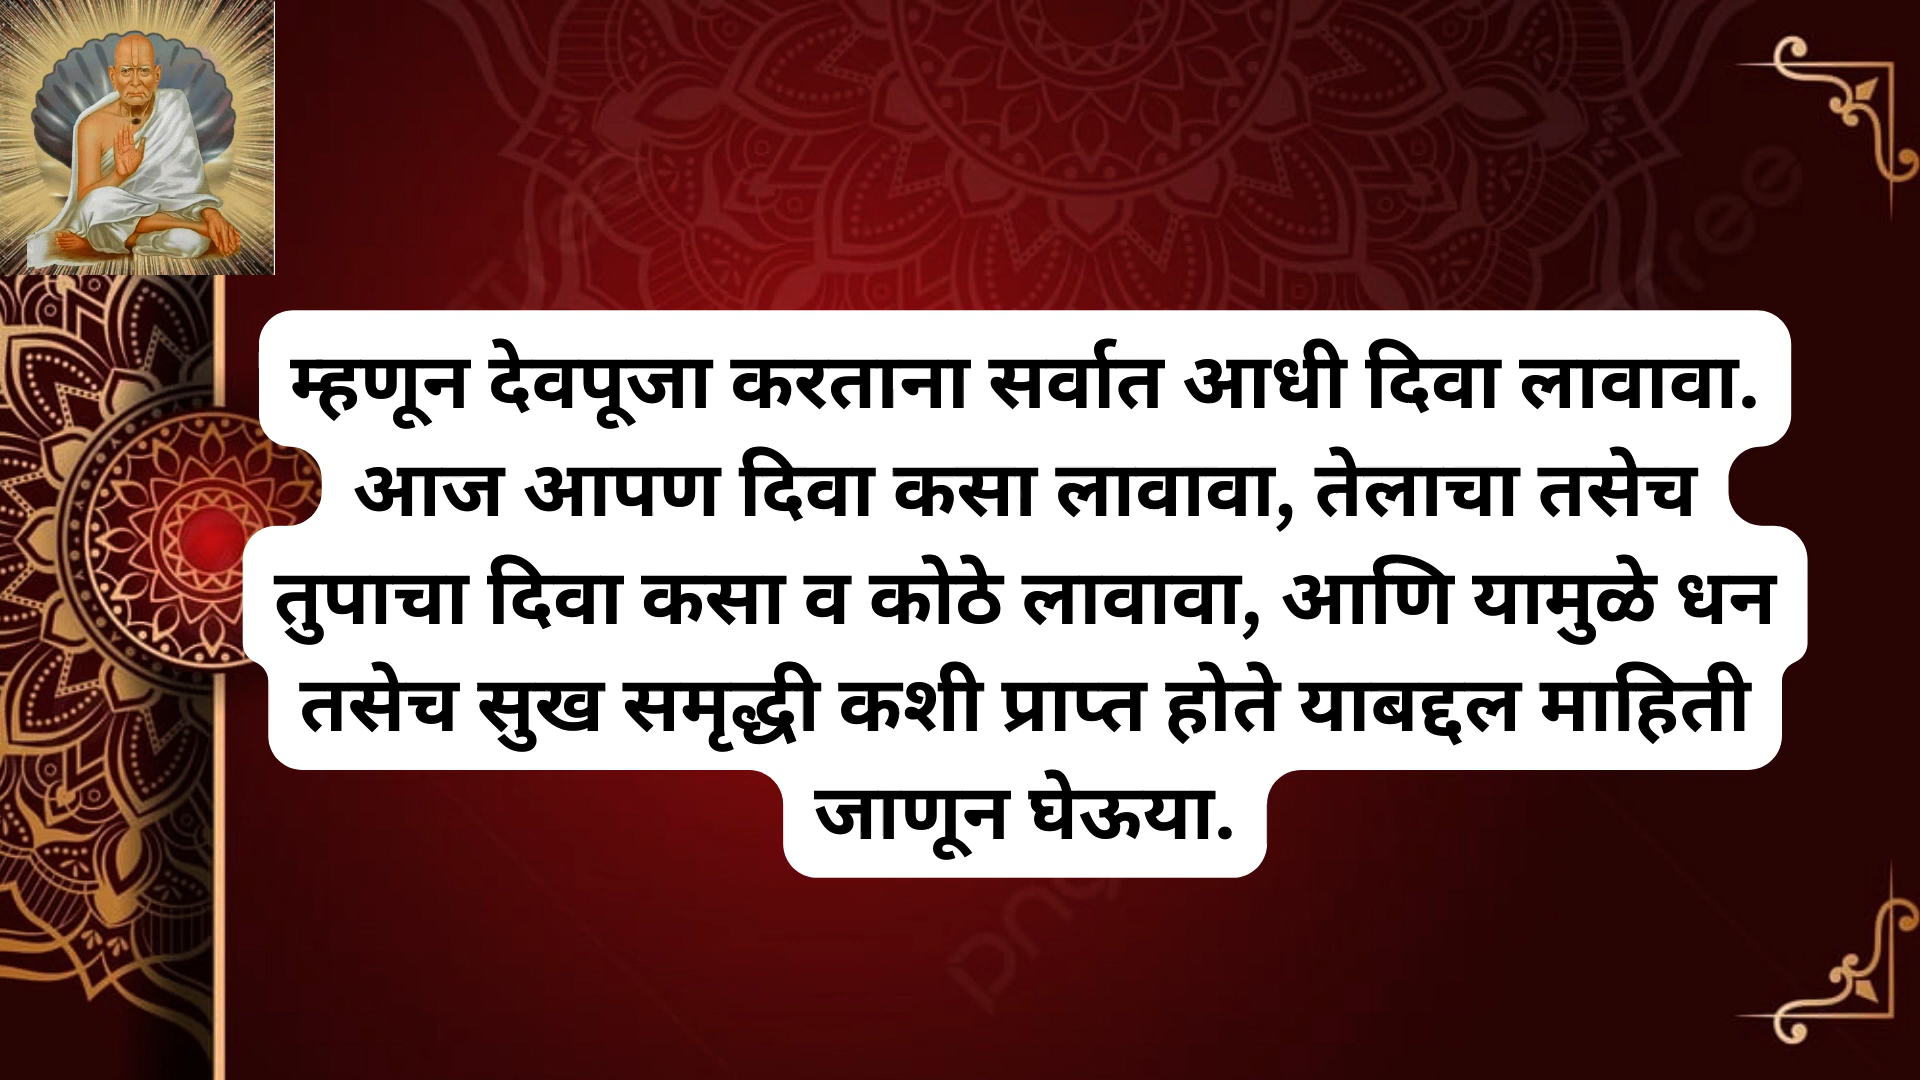 म्हणून देवपूजा करताना सर्वात आधी दिवा लावावा.
आज आपण दिवा कसा लावावा, तेलाचा तसेच
तुपाचा दिवा कसा व कोठे लावावा, आणि यामुळे धन
तसेच सुख समृद्धी कशी प्राप्त होते याबद्दल माहिती
जाणून घेऊया.